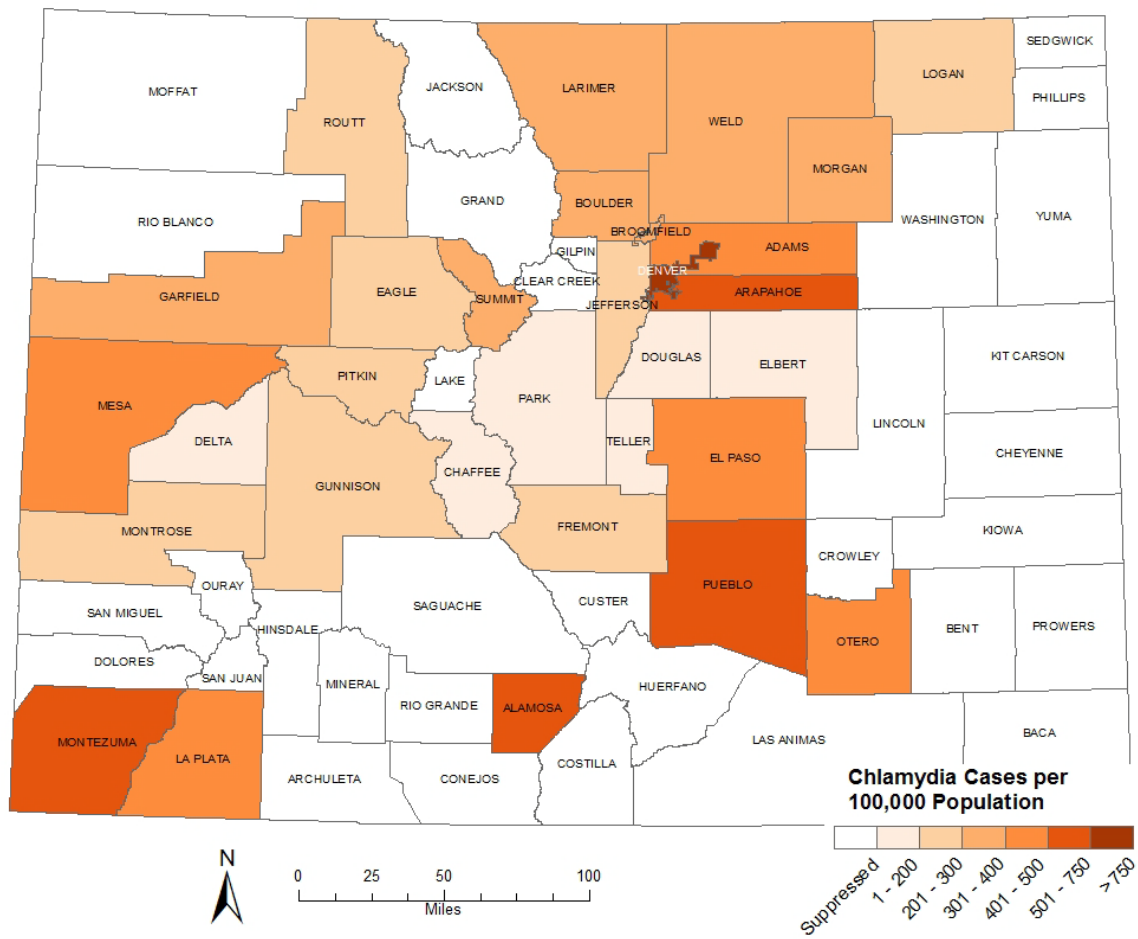 SEDGWICK
LOGAN
JACKSON
LARIMER
MOFFAT
PHILLIPS
ROUTT
WELD
MORGAN
GRAND
BOULDER
RIO BLANCO
WASHINGTON
YUMA
BROOMFIELD
GILPIN
ADAMS
DENVER
CLEAR CREEK
EAGLE
ARAPAHOE
GARFIELD
SUMMIT
JEFFERSON
DOUGLAS
KIT CARSON
ELBERT
PITKIN
LAKE
PARK
MESA
LINCOLN
DELTA
TELLER
CHEYENNE
EL PASO
CHAFFEE
GUNNISON
FREMONT
MONTROSE
KIOWA
CROWLEY
OURAY
PUEBLO
CUSTER
SAGUACHE
SAN MIGUEL
HINSDALE
BENT
PROWERS
OTERO
DOLORES
SAN JUAN
MINERAL
HUERFANO
RIO GRANDE
ALAMOSA
BACA
LAS ANIMAS
MONTEZUMA
LA PLATA
COSTILLA
ARCHULETA
CONEJOS
Chlamydia Cases per
100,000 Population
Suppressed
1 - 200
201 - 300
301 - 400
401 - 500
501 - 750
>750
N
0 25 50 100
Miles